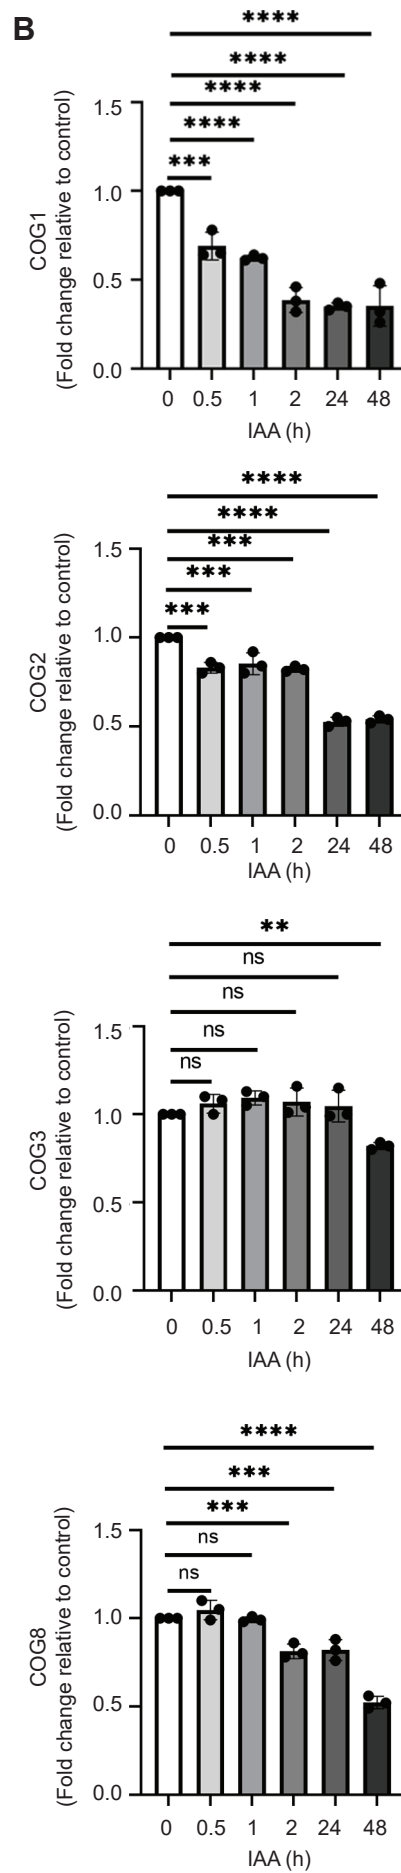 B
****
****
****
****
***
COG1
(Fold change relative to control)
1.5
1.0
0.5
0.0
0 0.5 1 2 24 48
IAA (h)
****
****
***
***
***
COG2
(Fold change relative to control)
1.5
1.0
0.5
0.0
0 0.5 1 2 24 48
IAA (h)
**
ns
ns
ns
ns
COG3
(Fold change relative to control)
1.5
1.0
0.5
0.0
0 0.5 1 2 24 48
IAA (h)
****
***
***
ns
ns
COG8
(Fold change relative to control)
1.5
1.0
0.5
0.0
0 0.5 1 2 24 48
IAA (h)